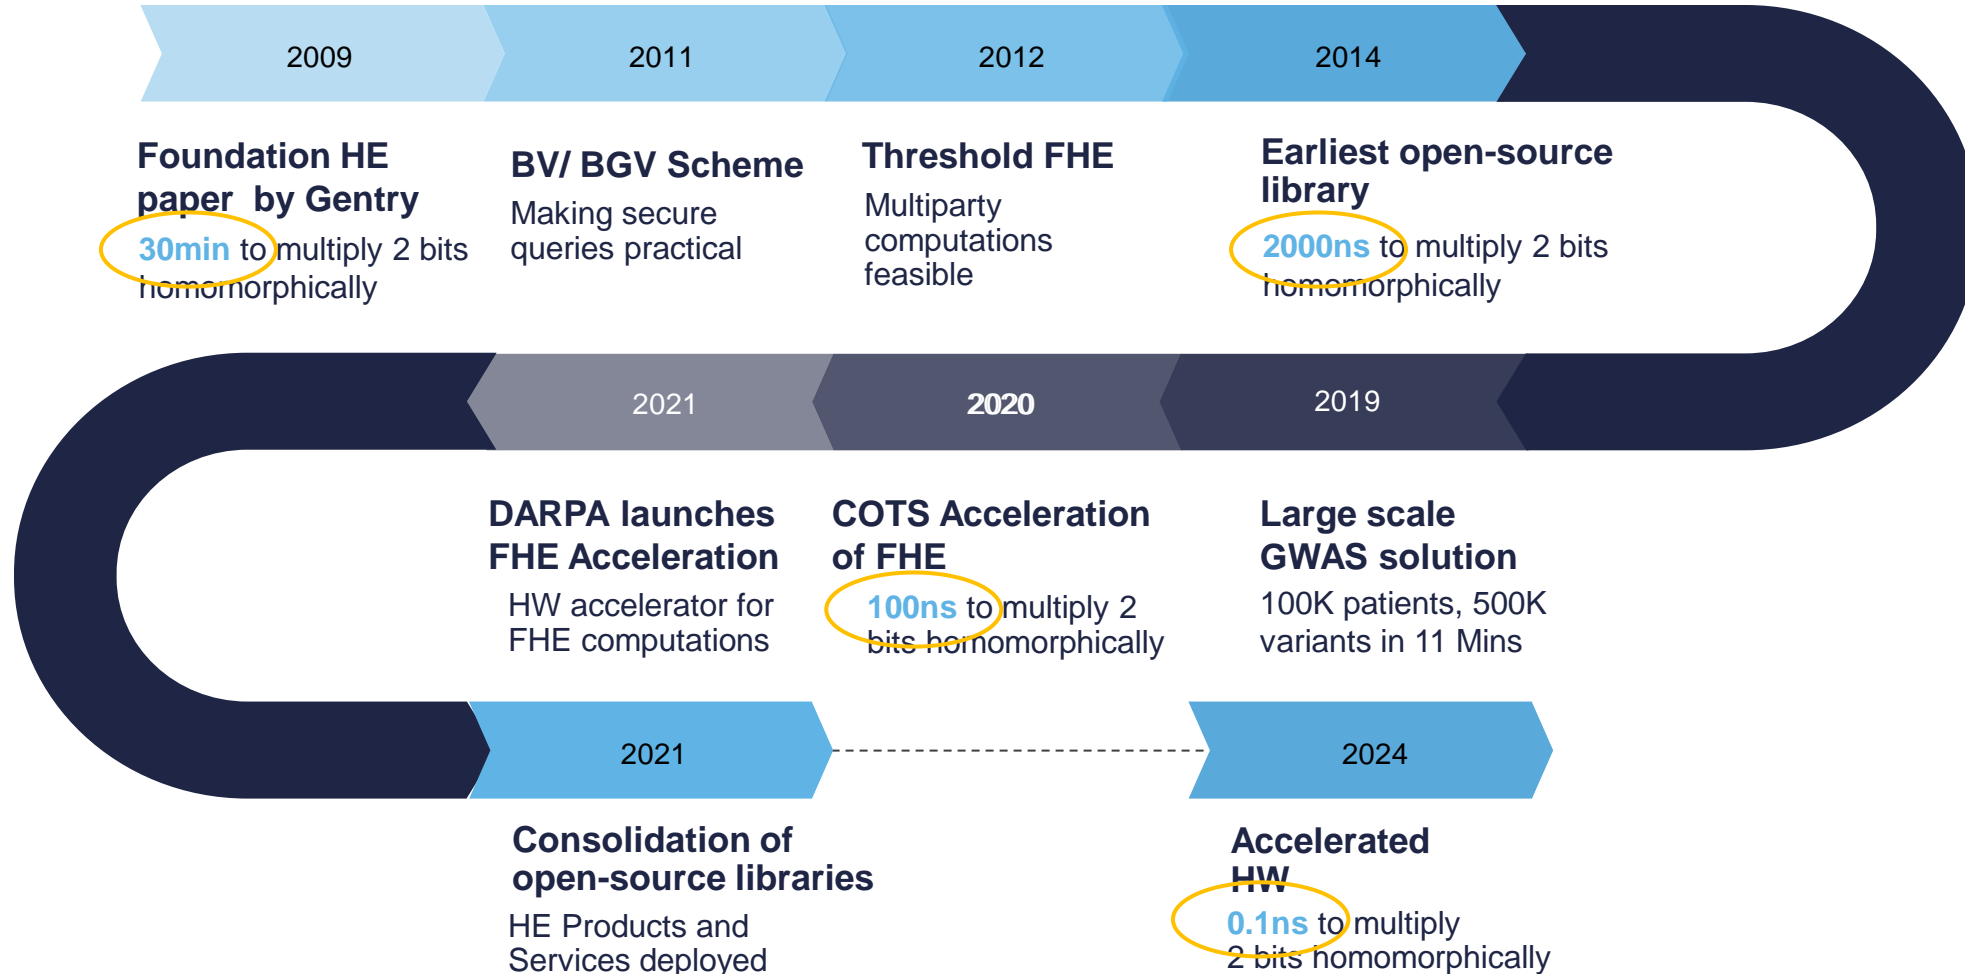 2009
2011
2012
2014
Foundation HE
paper by Gentry
30min to multiply 2 bits
homomorphically
BV/ BGV Scheme
Making secure
queries practical
Threshold FHE
Multiparty
computations
feasible
Earliest open-source
library
2000ns to multiply 2 bits
homomorphically
2021
2020
2019
DARPA launches
FHE Acceleration
HW accelerator for
FHE computations
COTS Acceleration
of FHE
100ns to multiply 2
bits homomorphically
Large scale
GWAS solution
100K patients, 500K
variants in 11 Mins
2021
2024
Consolidation of
open-source libraries
HE Products and
Services deployed
Accelerated
HW
0.1ns to multiply
2 bits homomorphically